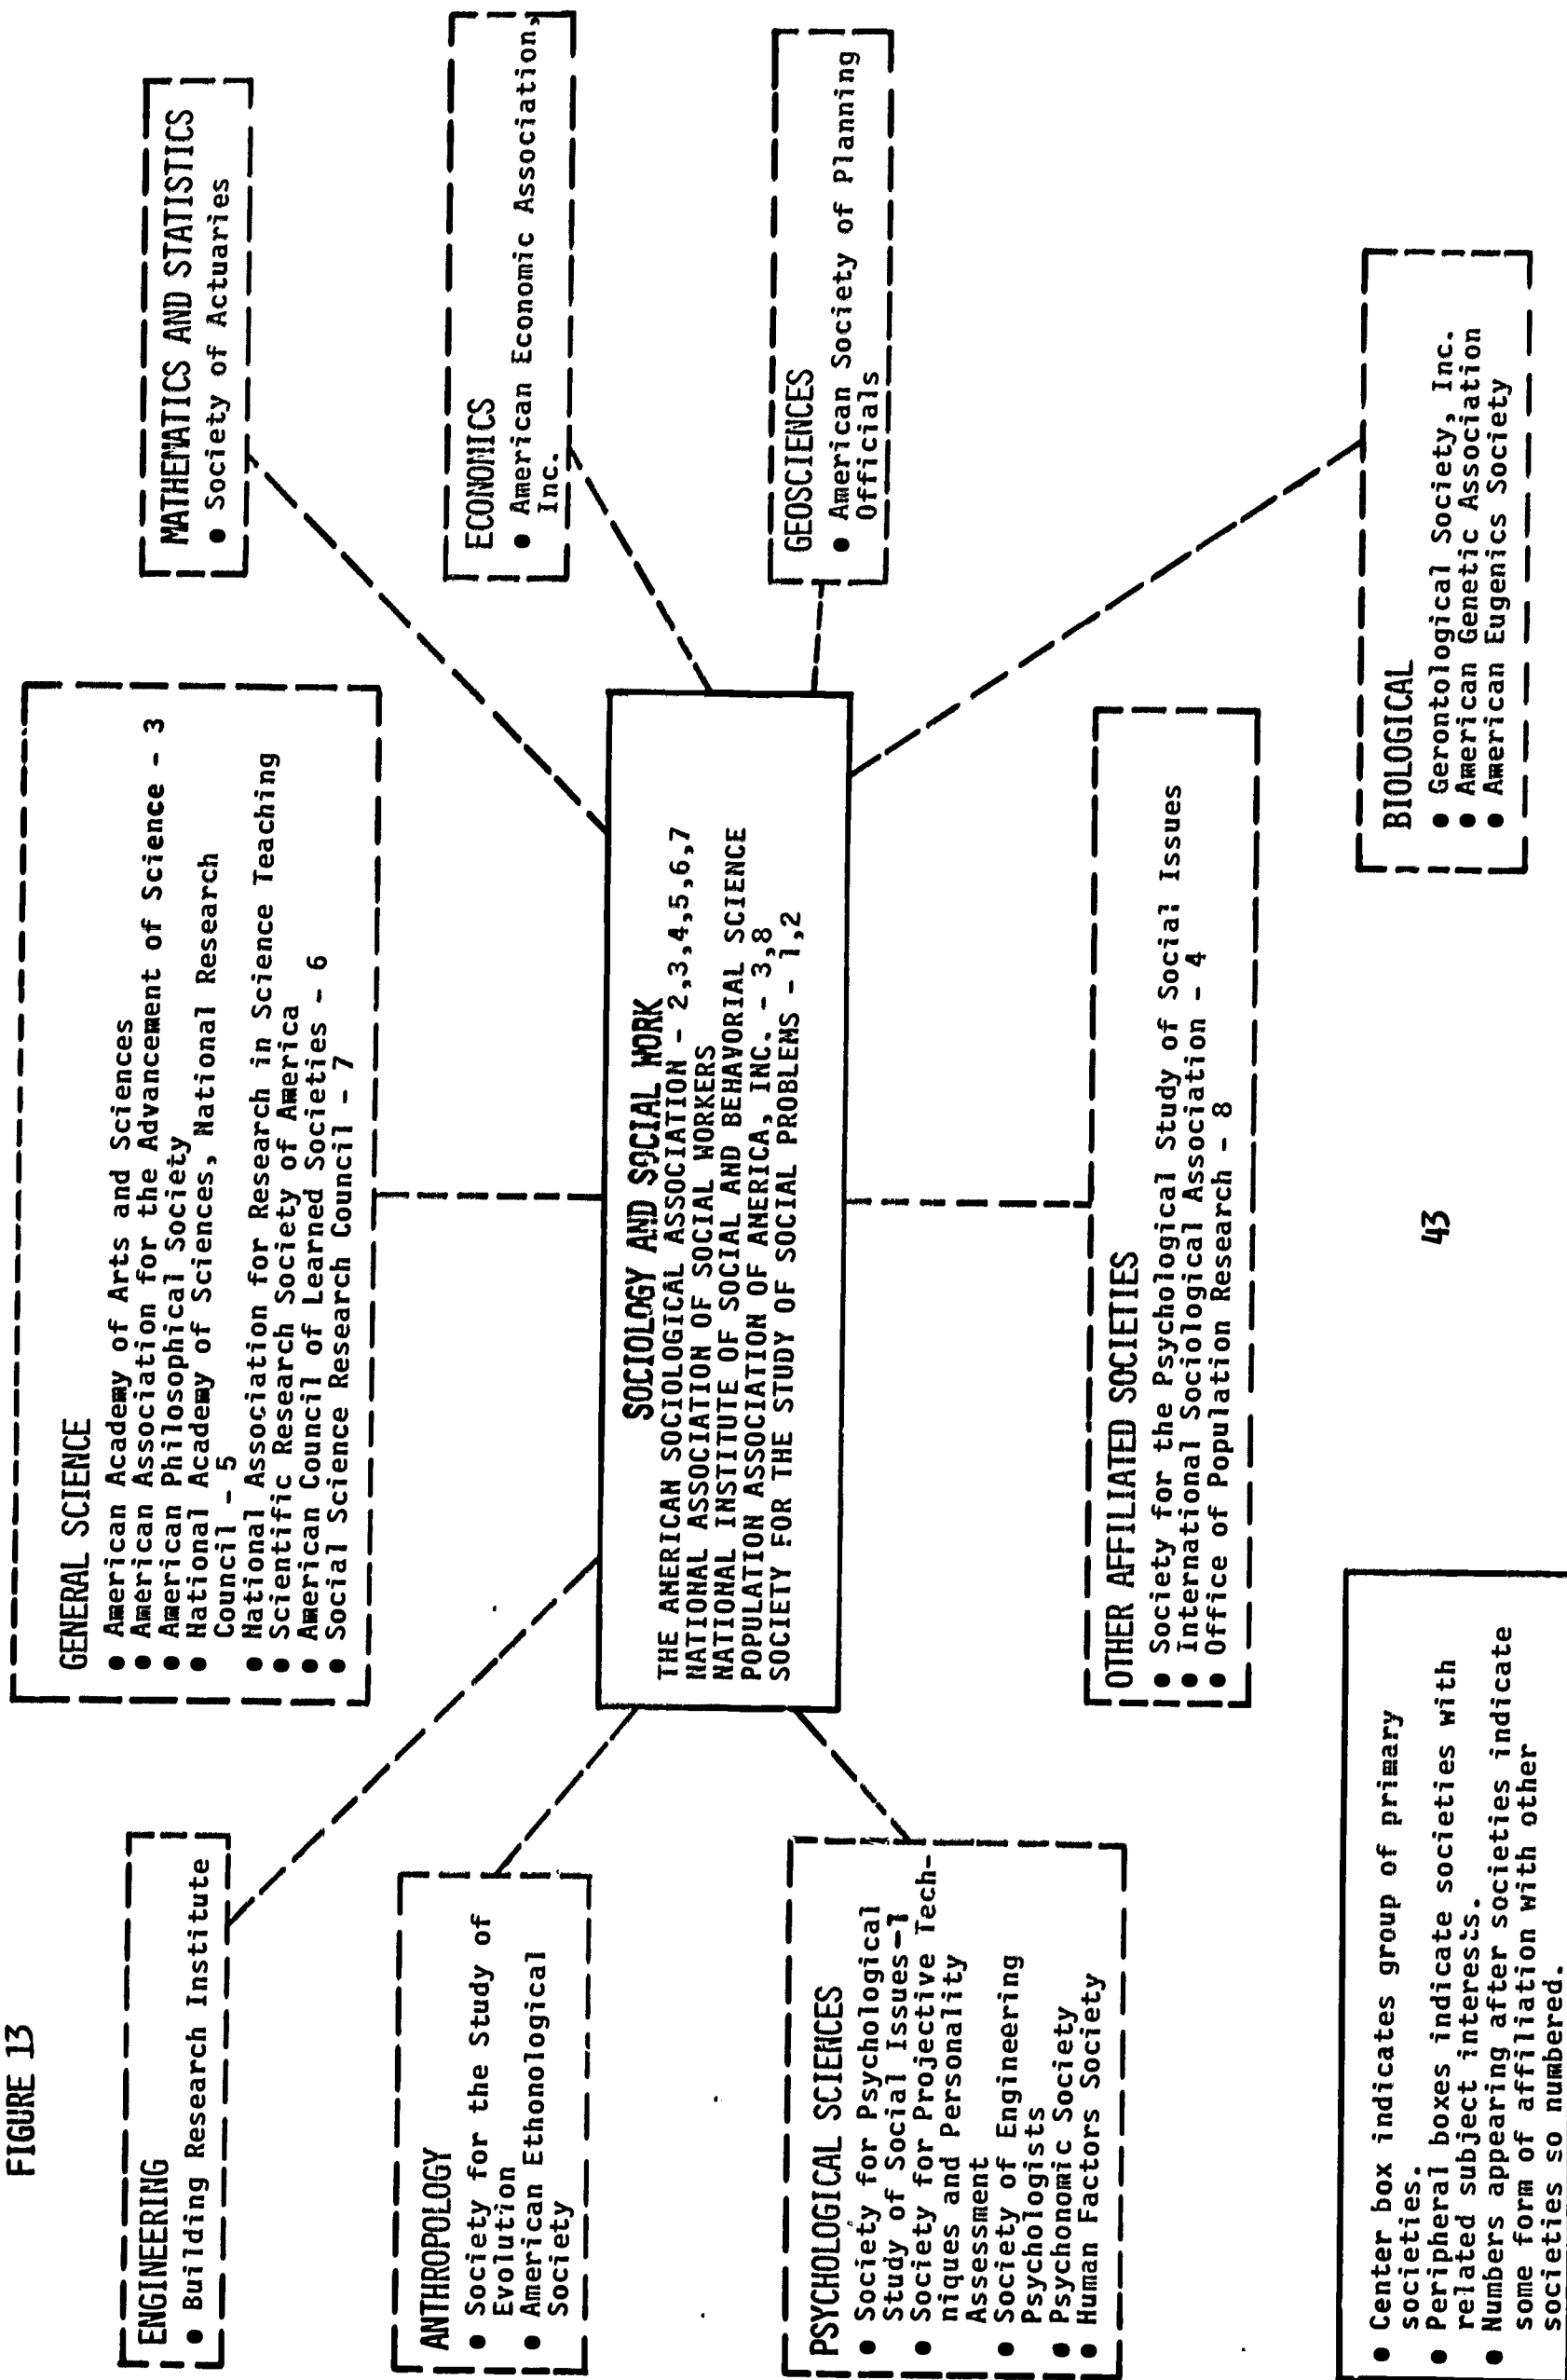 FIGURE 13
ENGINEERING
● Building Research Institute
ANTHROPOLOGY
● Society for the Study of
Evolution
● American Ethonological
Society
PSYCHOLOGICAL SCIENCES
● Society for Psychological
Study of Social Issues-1
● Society for Projective Tech-
niques and Personality
Assessment
● Society of Engineering
Psychologists
● Psychonomic Society
● Human Factors Society
GENERAL SCIENCE
● American Academy of Arts and Sciences
● American Association for the Advancement of Science - 3
● American Philosophical Society
● National Academy of Sciences, National Research
Council - 5
● National Association for Research in Science Teaching
● Scientific Research Society of America
● American Council of Learned Societies - 6
● Social Science Research Council - 7
SOCIOLOGY AND SOCIAL WORK
THE AMERICAN SOCIOLOGICAL ASSOCIATION - 2,3,4,5,6,7
NATIONAL ASSOCIATION OF SOCIAL WORKERS
NATIONAL INSTITUTE OF SOCIAL AND BEHAVORIAL SCIENCE
POPULATION ASSOCIATION OF AMERICA, INC. - 3,8
SOCIETY FOR THE STUDY OF SOCIAL PROBLEMS - 1,2
OTHER AFFILIATED SOCIETIES
● Society for the Psychological Study of Social Issues
● International Sociological Association - 4
● Office of Population Research - 8
MATHEMATICS AND STATISTICS
● Society of Actuaries
ECONOMICS
● American Economic Association,
Inc.
GEOSCIENCES
● American Society of Planning
Officials
BIOLOGICAL
● Gerontological Society, Inc.
● American Genetic Association
● American Eugenics Society
● Center box indicates group of primary
societies.
● Peripheral boxes indicate societies with
related subject interests.
● Numbers appearing after societies indicate
some form of affiliation with other
societies so numbered.
43